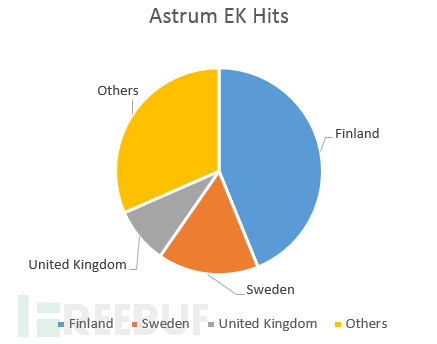 Astrum EK Hits
Others
Finland
United Kingdom
Sweden
FREEBUF
Finland Sweden United Kingdom Others